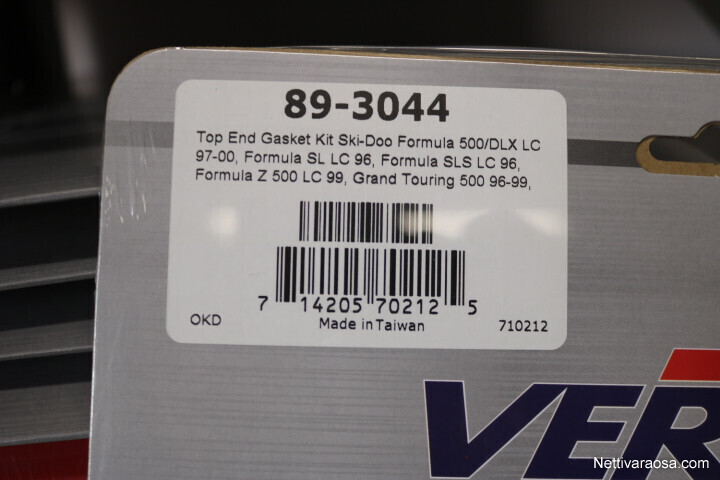 89-3044
Top End Gasket Kit Ski-Doo Formula 500/DLX LC
97-00, Formula SL LC 96, Formula SLS LC 96,
Formula Z 500 LC 99, Grand Touring 500 96-99,
7 14205 70212 5
OKD Made in Taiwan 710212
VER
Nettivaraosa.com